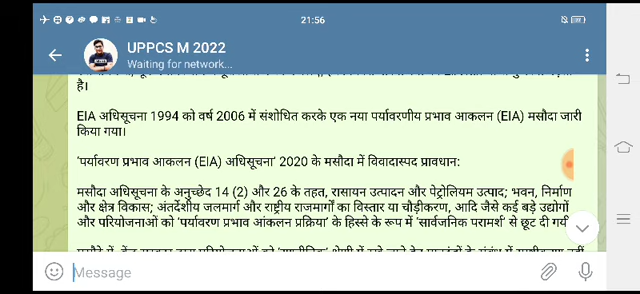 21:56
UPPCS M 2022
Waiting for network...
है।
EIA अधिसूचना 1994 को वर्ष 2006 में संशोधित करके एक नया पर्यावरणीय प्रभाव आकलन (EIA) मसौदा जारी
किया गया।
'पर्यावरण प्रभाव आकलन (EIA) अधिसूचना' 2020 के मसौदा में विवादास्पद प्रावधान:
मसौदा अधिसूचना के अनुच्छेद 14 (2) और 26 के तहत, रासायन उत्पादन और पेट्रोलियम उत्पाद; भवन, निर्माण
और क्षेत्र विकास; अंतर्देशीय जलमार्ग और राष्ट्रीय राजमार्गों का विस्तार या चौड़ीकरण, आदि जैसे कई बड़े उद्योगों
और परियोजनाओं को 'पर्यावरण प्रभाव आंकलन प्रक्रिया' के हिस्से के रूप में 'सार्वजनिक परामर्श' से छूट दी गयी
Message